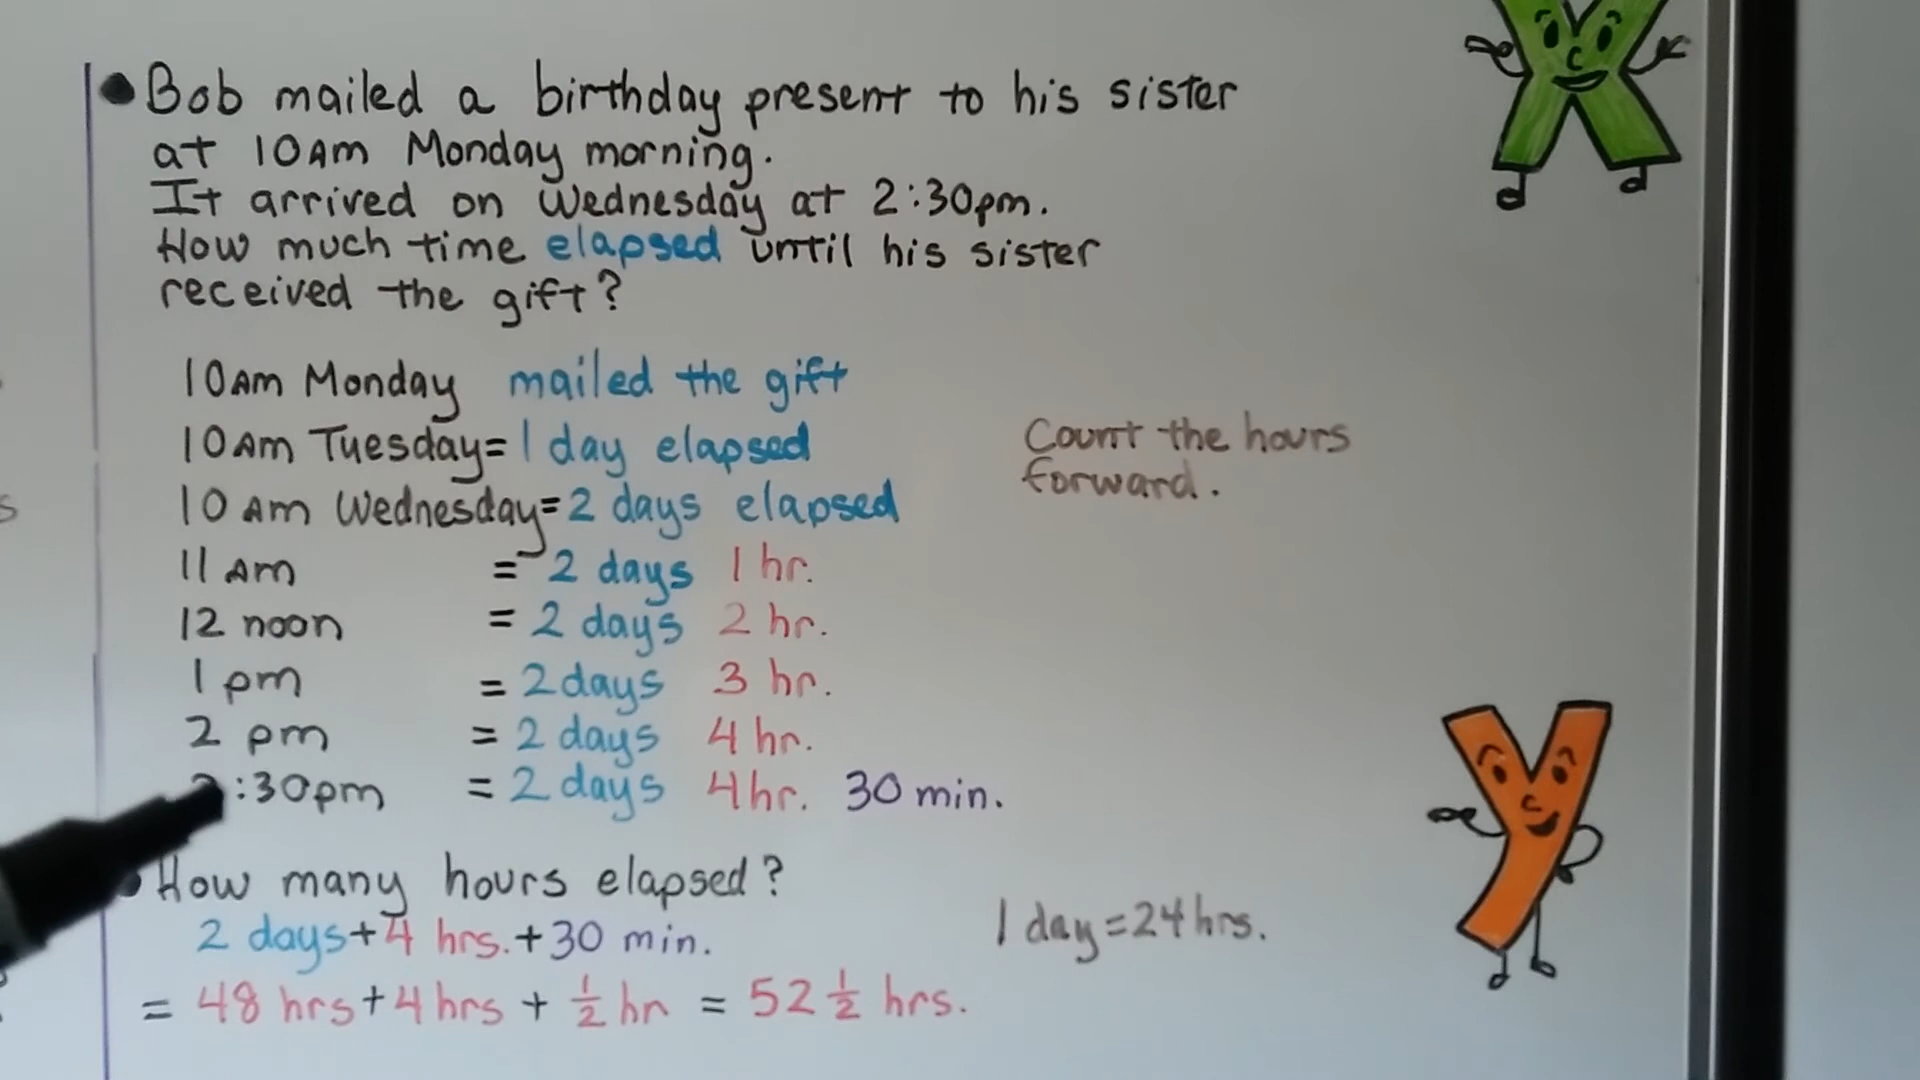 Bob mailed a birthday present to his sister
at 10AM Monday morning.
It arrived on Wednesday at 2:30pm.
How much time elapsed until his sister
received the gift?
10AM Monday mailed the gift
10AM Tuesday=1 day elapsed
10 AM Wednesday=2 days elapsed
11 AM = 2 days 1 hr.
12 noon = 2 days 2 hr.
1 pm = 2 days 3 hr.
2 pm = 2 days 4 hr.
:30pm = 2 days 4 hr. 30 min.
Count the hours
forward.
How many hours elapsed?
2 days+4 hrs.+30 min.
= 48 hrs+4 hrs + 1/2 hr = 52 1/2 hrs.
1 day=24 hrs.